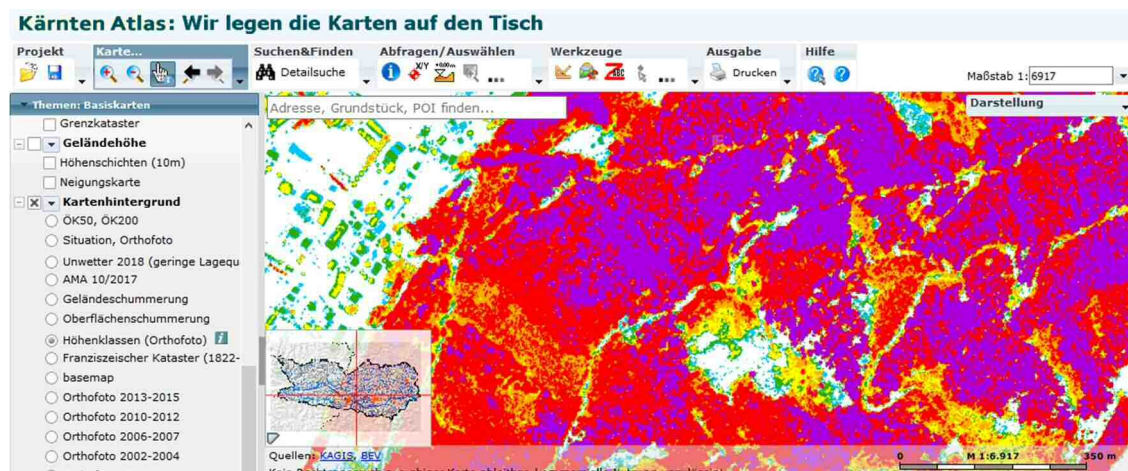 Kärnten Atlas: Wir legen die Karten auf den Tisch
Projekt Karte... Suchen&Finden Abfragen/Auswählen Werkzeuge Ausgabe Hilfe
Detailsuche X/Y ... ABC ... Drucken Maßstab 1: 6917
Themen: Basiskarten
Adresse, Grundstück, POI finden...
Darstellung
Grenzkataster
Geländehöhe
Höhenschichten (10m)
Neigungskarte
Kartenhintergrund
ÖK50, ÖK200
Situation, Orthofoto
Unwetter 2018 (geringe Lagequ
AMA 10/2017
Geländeschummerung
Oberflächenschummerung
Höhenklassen (Orthofoto) i
Franziszeischer Kataster (1822-
basemap
Orthofoto 2013-2015
Orthofoto 2010-2012
Orthofoto 2006-2007
Orthofoto 2002-2004
Quellen: KAGIS, BEV
0 M 1:6.917 350 m